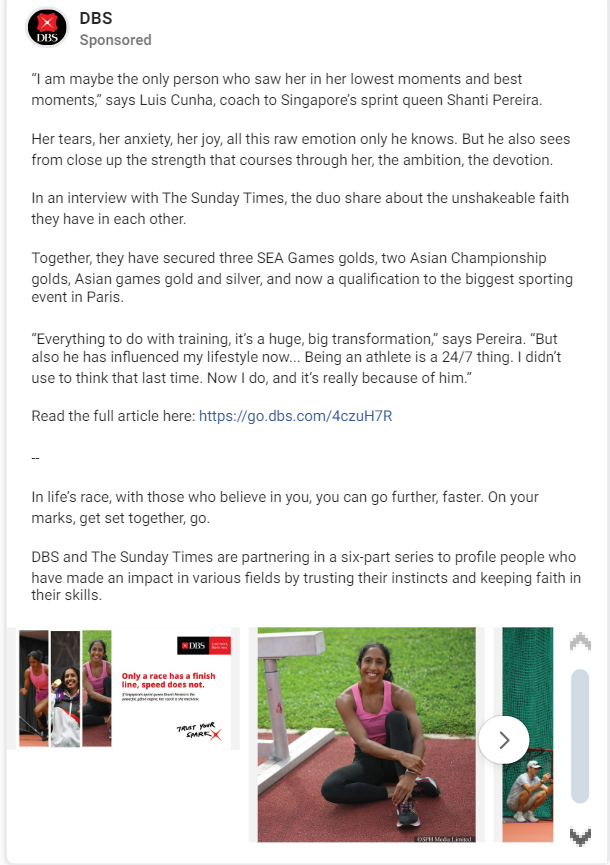 DBS
Sponsored
DBS
“I am maybe the only person who saw her in her lowest moments and best
moments,” says Luis Cunha, coach to Singapore’s sprint queen Shanti Pereira.
Her tears, her anxiety, her joy, all this raw emotion only he knows. But he also sees
from close up the strength that courses through her, the ambition, the devotion.
In an interview with The Sunday Times, the duo share about the unshakeable faith
they have in each other.
Together, they have secured three SEA Games golds, two Asian Championship
golds, Asian games gold and silver, and now a qualification to the biggest sporting
event in Paris.
“Everything to do with training, it’s a huge, big transformation,” says Pereira. “But
also he has influenced my lifestyle now... Being an athlete is a 24/7 thing. I didn’t
use to think that last time. Now I do, and it’s really because of him.”
Read the full article here: https://go.dbs.com/4czuH7R
--
In life’s race, with those who believe in you, you can go further, faster. On your
marks, get set together, go.
DBS and The Sunday Times are partnering in a six-part series to profile people who
have made an impact in various fields by trusting their instincts and keeping faith in
their skills.
DBS
Only a race has a finish
line, speed does not.
TRUST YOUR
SPARK
©SPH Media Limited